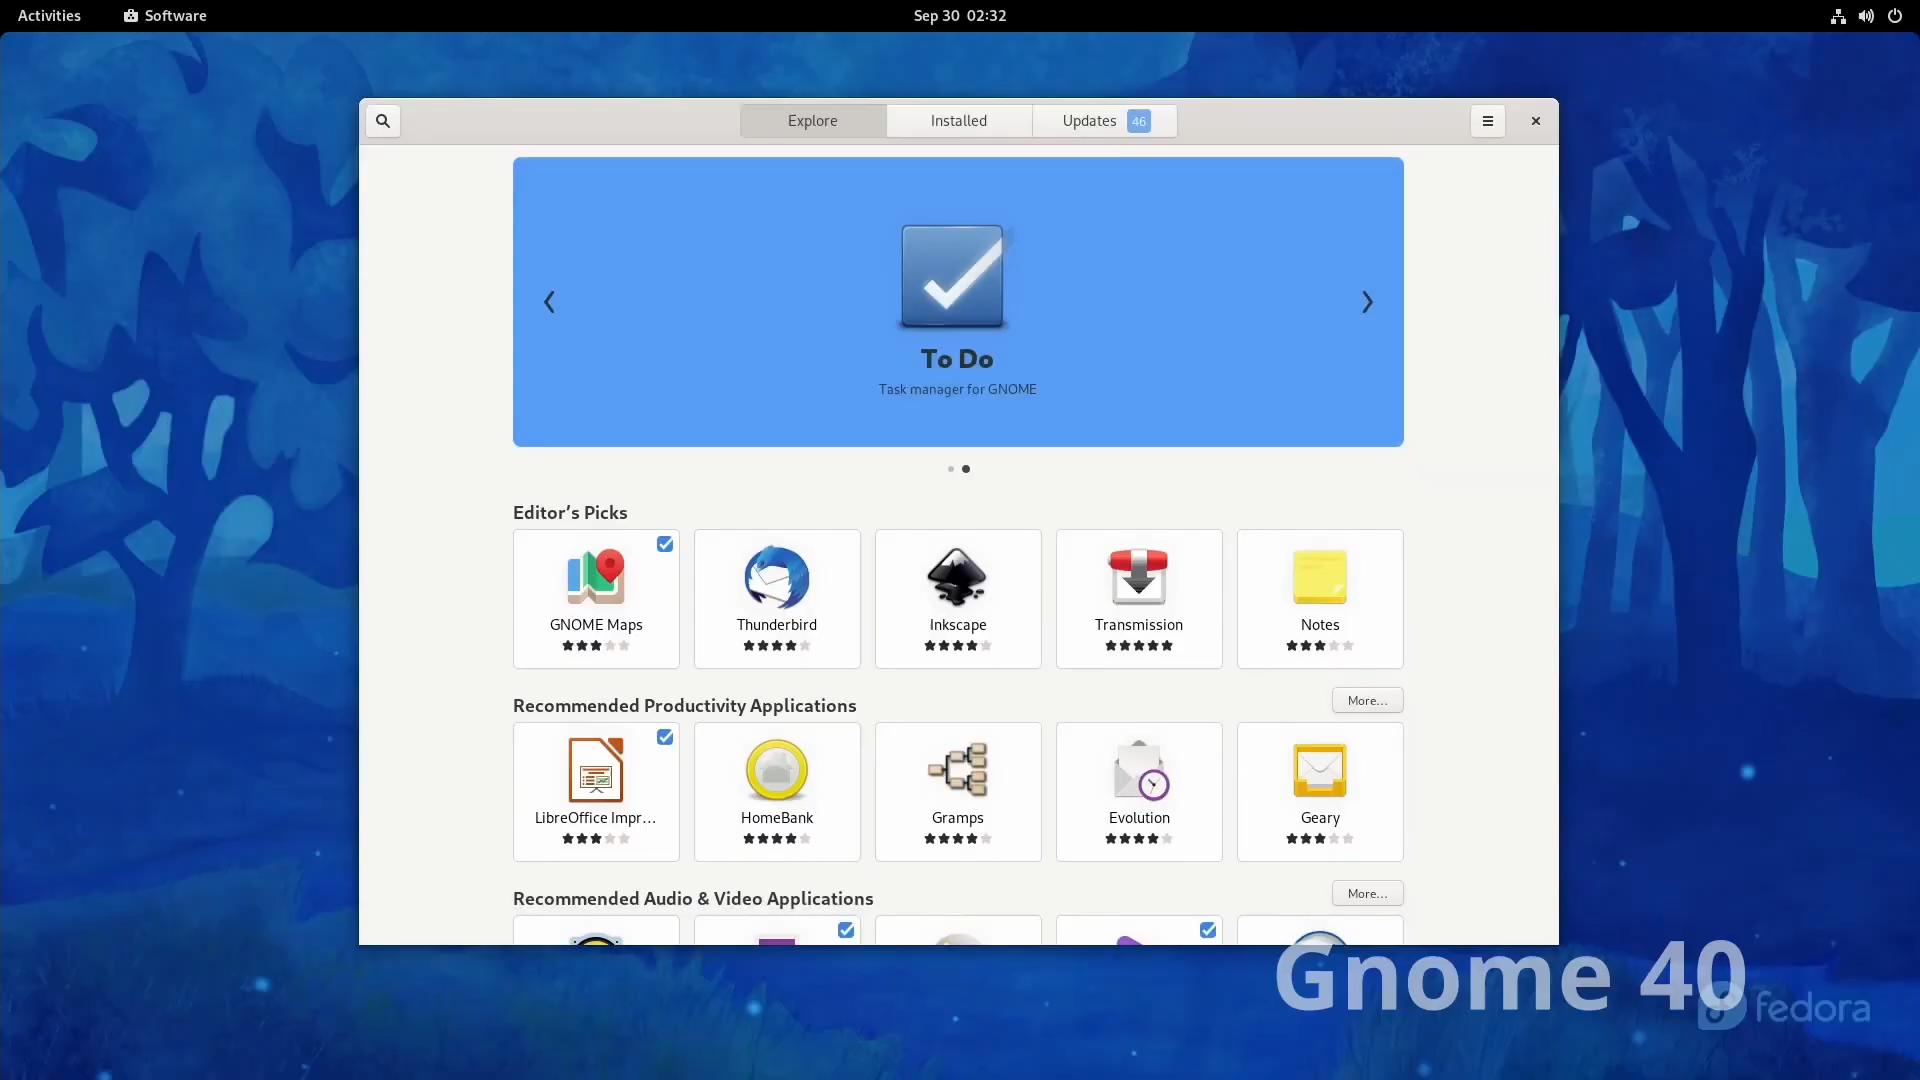 Activities Software Sep 30 02:32
Explore Installed Updates 46
To Do
Task manager for GNOME
Editor’s Picks
GNOME Maps Thunderbird Inkscape Transmission Notes
Recommended Productivity Applications More…
LibreOffice Impr… HomeBank Gramps Evolution Geary
Recommended Audio & Video Applications More…
Gnome 40
fedora